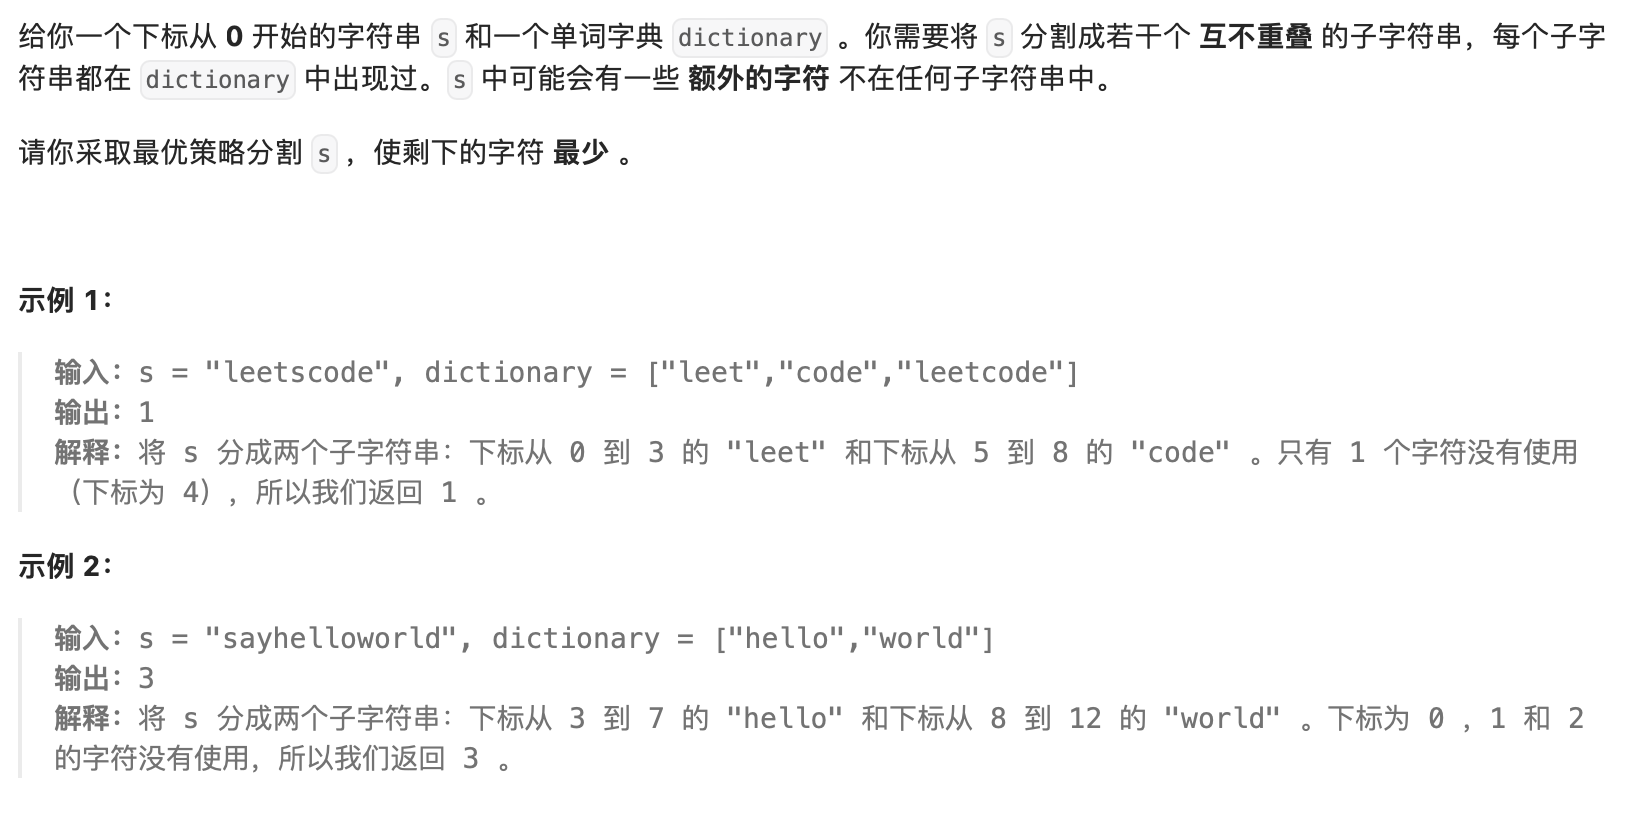 给你一个下标从 0 开始的字符串 s 和一个单词字典 dictionary 。你需要将 s 分割成若干个 互不重叠 的子字符串，每个子字
符串都在 dictionary 中出现过。s 中可能会有一些 额外的字符 不在任何子字符串中。
请你采取最优策略分割 s ，使剩下的字符 最少 。
示例 1：
输入：s = "leetscode", dictionary = ["leet","code","leetcode"]
输出：1
解释：将 s 分成两个子字符串：下标从 0 到 3 的 "leet" 和下标从 5 到 8 的 "code" 。只有 1 个字符没有使用
（下标为 4），所以我们返回 1 。
示例 2：
输入：s = "sayhelloworld", dictionary = ["hello","world"]
输出：3
解释：将 s 分成两个子字符串：下标从 3 到 7 的 "hello" 和下标从 8 到 12 的 "world" 。下标为 0 ，1 和 2
的字符没有使用，所以我们返回 3 。